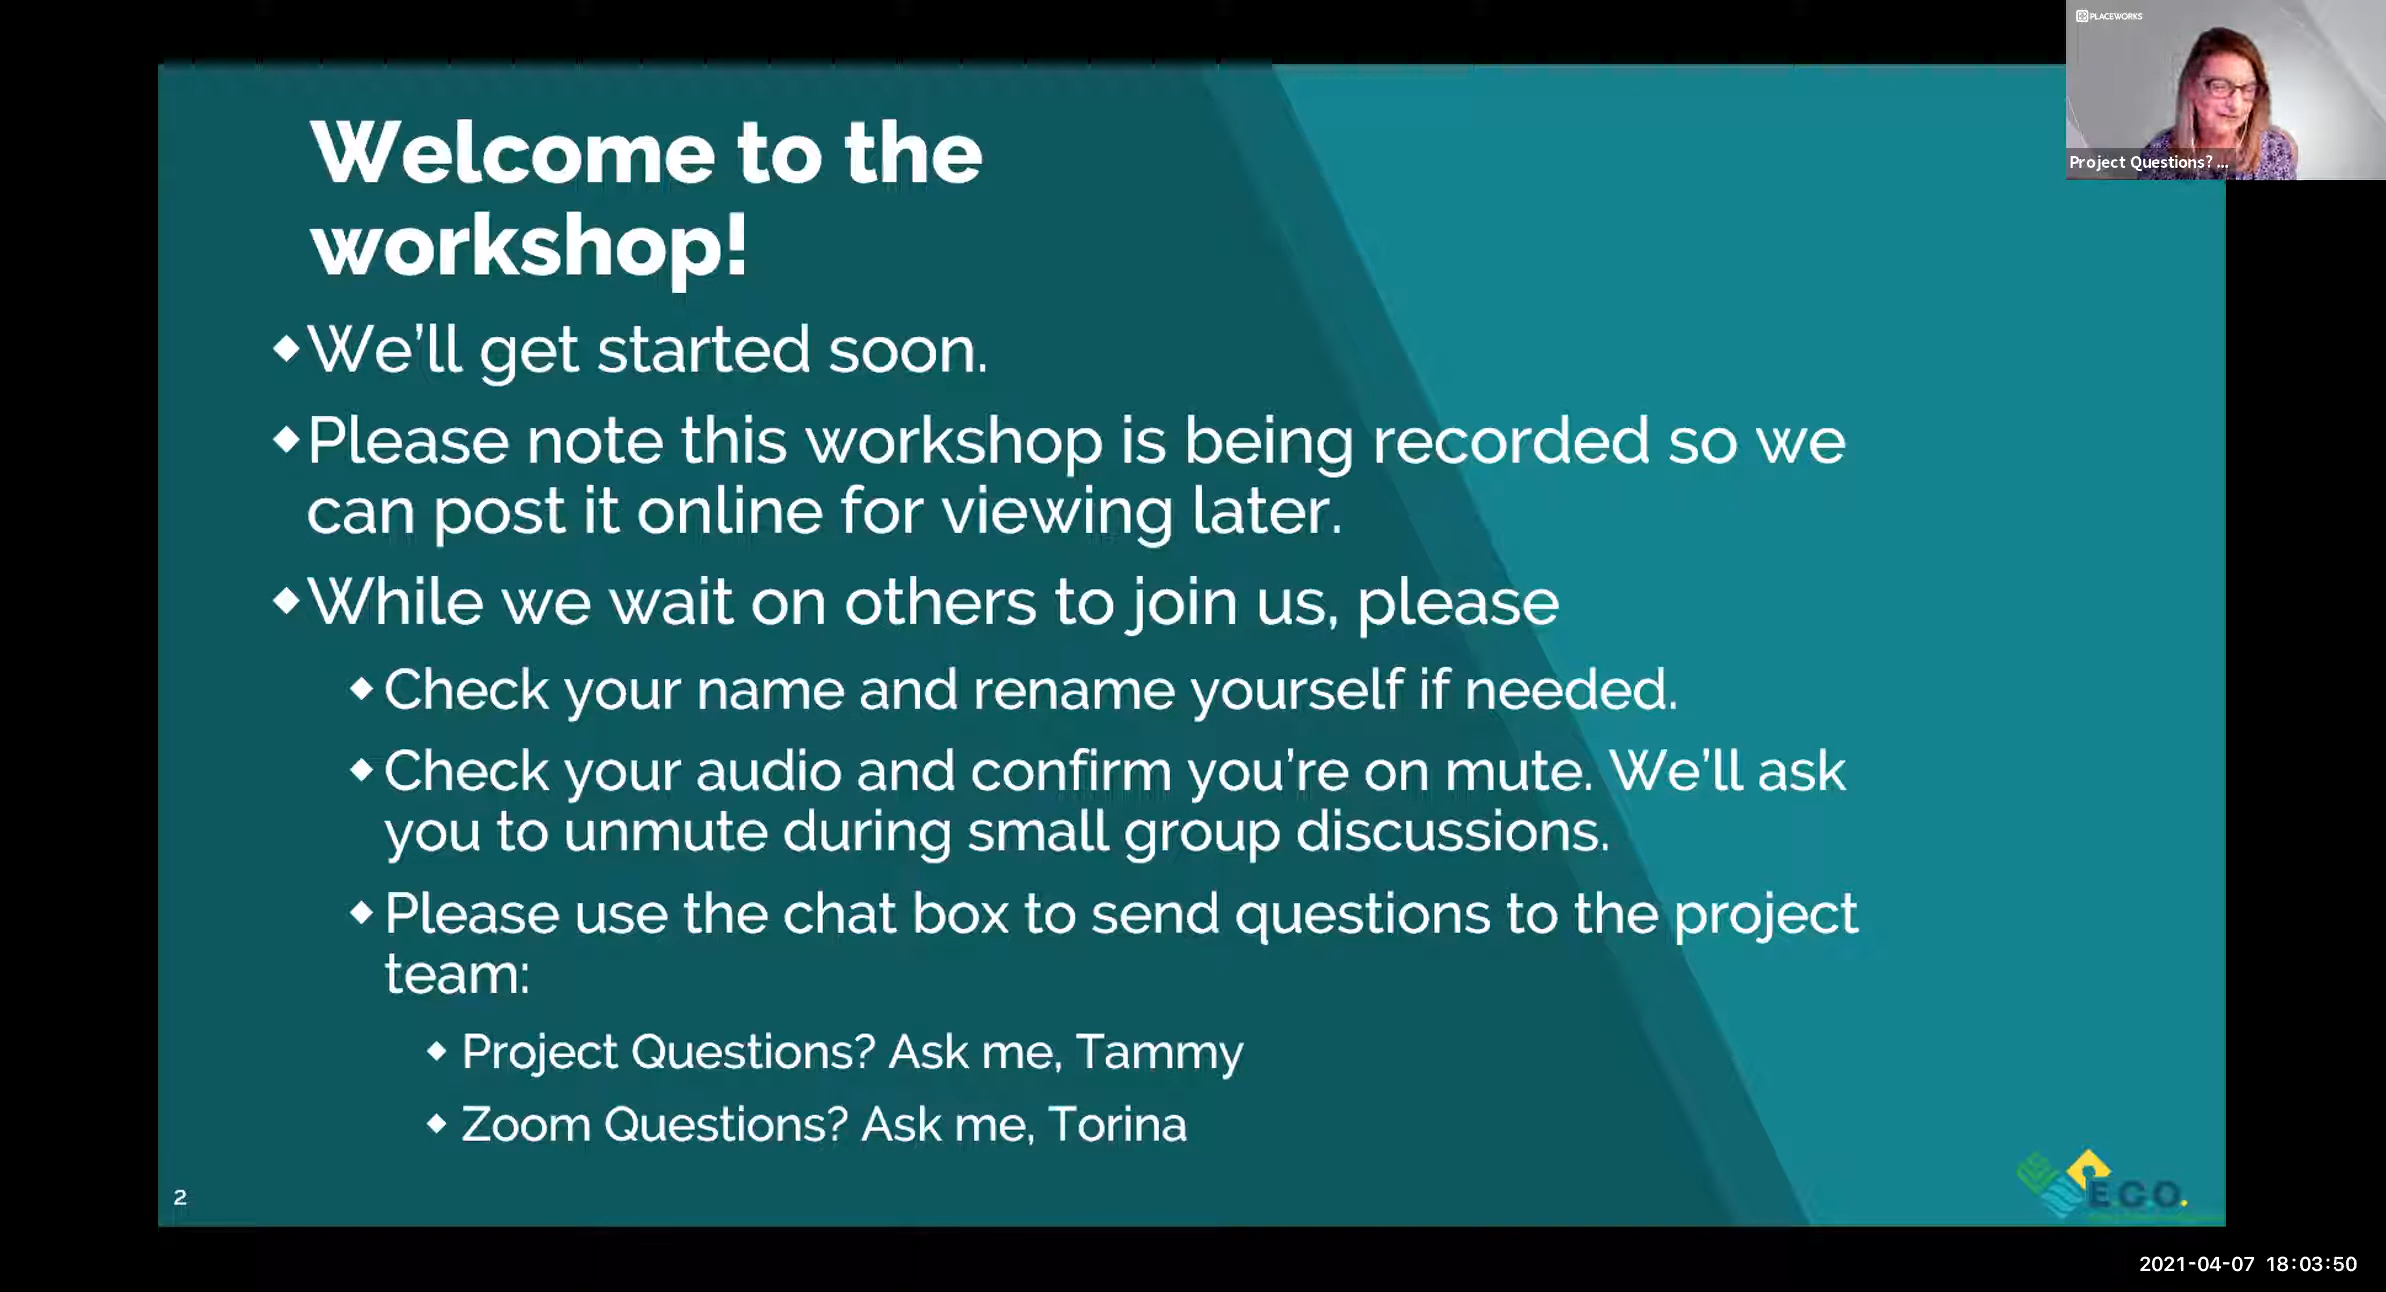 PLACEWORKS
Project Questions? ...
Welcome to the
workshop!
◆We'll get started soon.
◆Please note this workshop is being recorded so we
can post it online for viewing later.
◆While we wait on others to join us, please
◆Check your name and rename yourself if needed.
◆Check your audio and confirm you're on mute. We'll ask
you to unmute during small group discussions.
◆Please use the chat box to send questions to the project
team:
◆Project Questions? Ask me, Tammy
◆Zoom Questions? Ask me, Torina
2
E.G.O.
2021-04-07 18:03:50